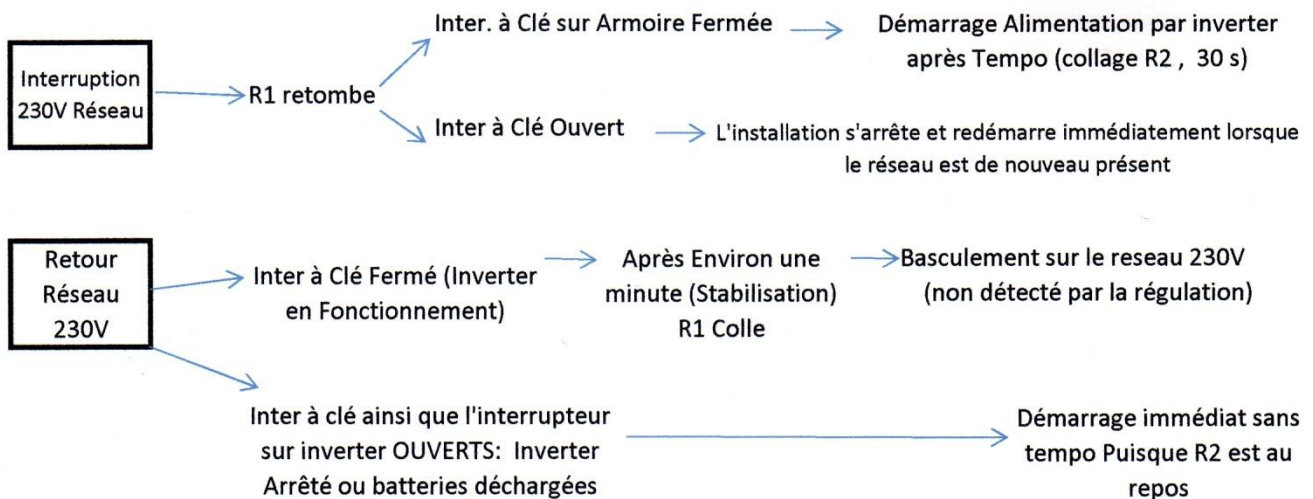 Inter. à Clé sur Armoire Fermée
Démarrage Alimentation par inverter
après Tempo (collage R2 , 30 s)
Interruption
230V Réseau
R1 retombe
Inter à Clé Ouvert
L'installation s'arrête et redémarre immédiatement lorsque
le réseau est de nouveau présent
Retour
Réseau
230V
Inter à Clé Fermé (Inverter
en Fonctionnement)
Après Environ une
minute (Stabilisation)
R1 Colle
Basculement sur le reseau 230V
(non détecté par la régulation)
Inter à clé ainsi que l'interrupteur
sur inverter OUVERTS: Inverter
Arrêté ou batteries déchargées
Démarrage immédiat sans
tempo Puisque R2 est au
repos